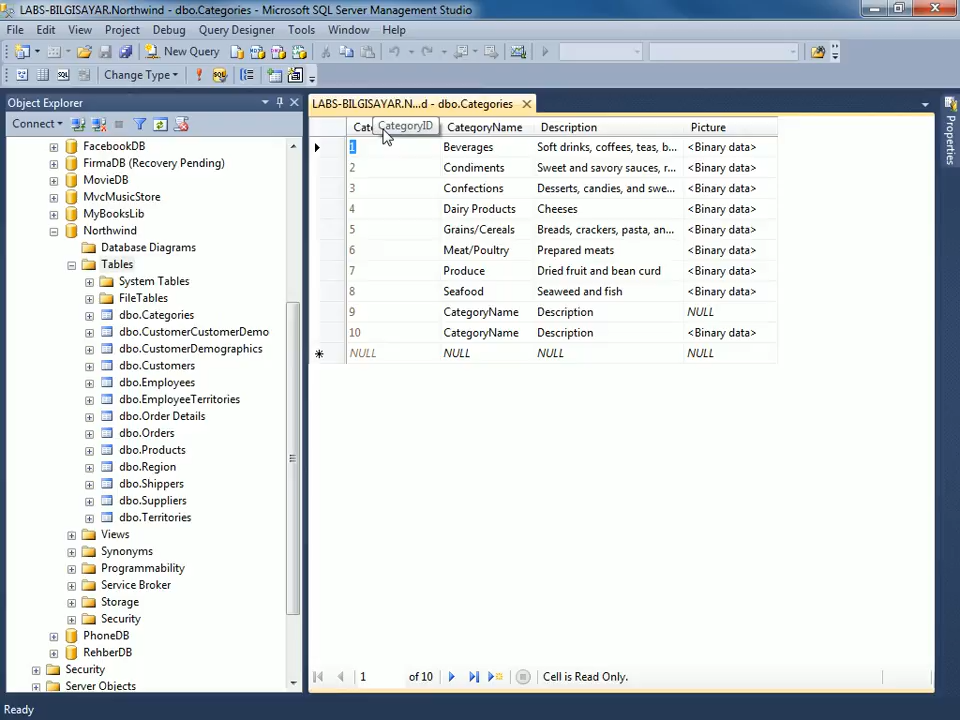 LABS-BILGISAYAR.Northwind - dbo.Categories - Microsoft SQL Server Management Studio
File Edit View Project Debug Query Designer Tools Window Help
New Query
Change Type
Object Explorer
Connect
FacebookDB
FirmaDB (Recovery Pending)
MovieDB
MvcMusicStore
MyBooksLib
Northwind
Database Diagrams
Tables
System Tables
FileTables
dbo.Categories
dbo.CustomerCustomerDemo
dbo.CustomerDemographics
dbo.Customers
dbo.Employees
dbo.EmployeeTerritories
dbo.Order Details
dbo.Orders
dbo.Products
dbo.Region
dbo.Shippers
dbo.Suppliers
dbo.Territories
Views
Synonyms
Programmability
Service Broker
Storage
Security
PhoneDB
RehberDB
Security
Server Objects
LABS-BILGISAYAR.N...d - dbo.Categories
CategoryID
Cate CategoryName Description Picture
1 Beverages Soft drinks, coffees, teas, b... <Binary data>
2 Condiments Sweet and savory sauces, r... <Binary data>
3 Confections Desserts, candies, and swe... <Binary data>
4 Dairy Products Cheeses <Binary data>
5 Grains/Cereals Breads, crackers, pasta, an... <Binary data>
6 Meat/Poultry Prepared meats <Binary data>
7 Produce Dried fruit and bean curd <Binary data>
8 Seafood Seaweed and fish <Binary data>
9 CategoryName Description NULL
10 CategoryName Description <Binary data>
NULL NULL NULL NULL
1 of 10 Cell is Read Only.
Properties
Ready